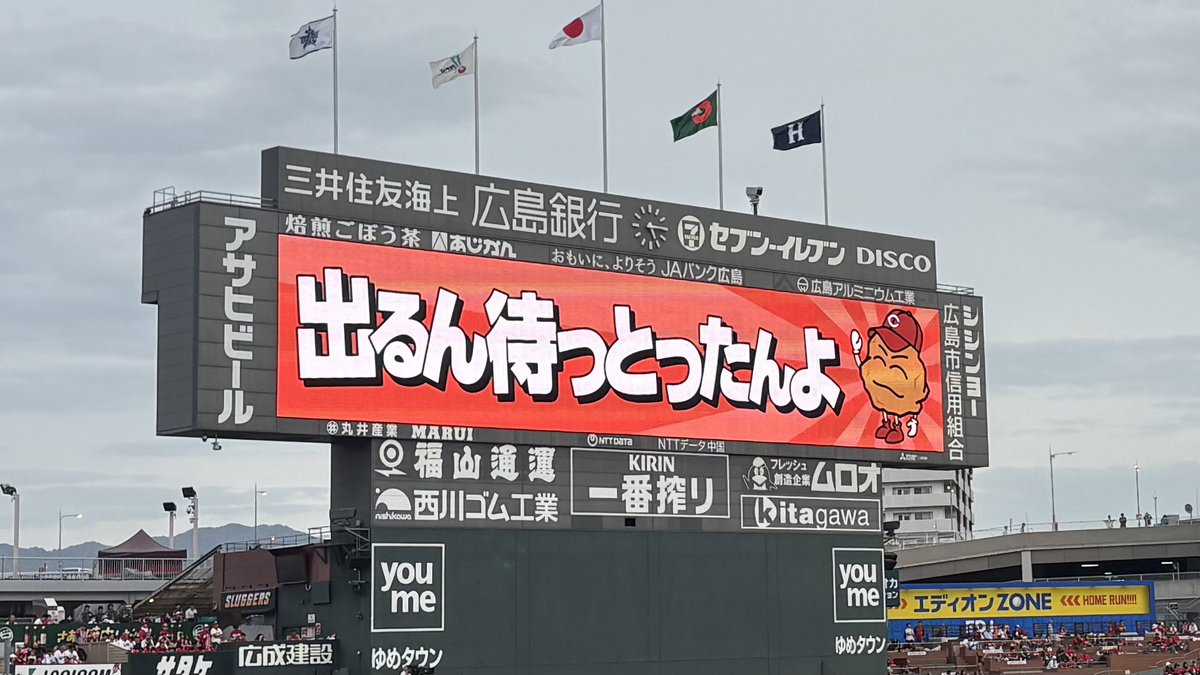 H
三井住友海上 広島銀行 セブン-イレブン DISCO
焙煎ごぼう茶 あじかん
おもいに、よりそう JAバンク広島
広島アルミニウム工業
アサヒビール
出るん待っとったんよ
C
シシンヨー
広島市信用組合
丸井産業 MARUI
NTT DATA NTTデータ中国
福山通運
nishikawa 西川ゴム工業
KIRIN
一番搾り
フレッシュ創造企業 ムロオ
Kitagawa
you me
ゆめタウン
you me
ゆめタウン
SLUGGERS
エディオンZONE HOME RUN!!!!
サタケ
広成建設